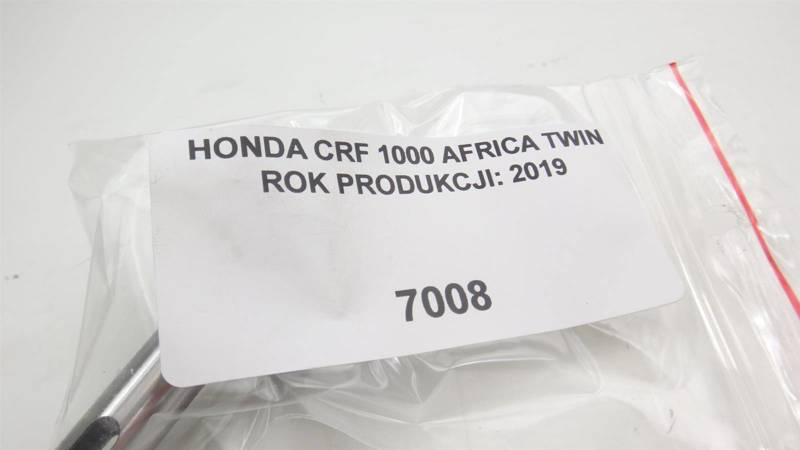 HONDA CRF 1000 AFRICA TWIN
ROK PRODUKCJI: 2019
7008